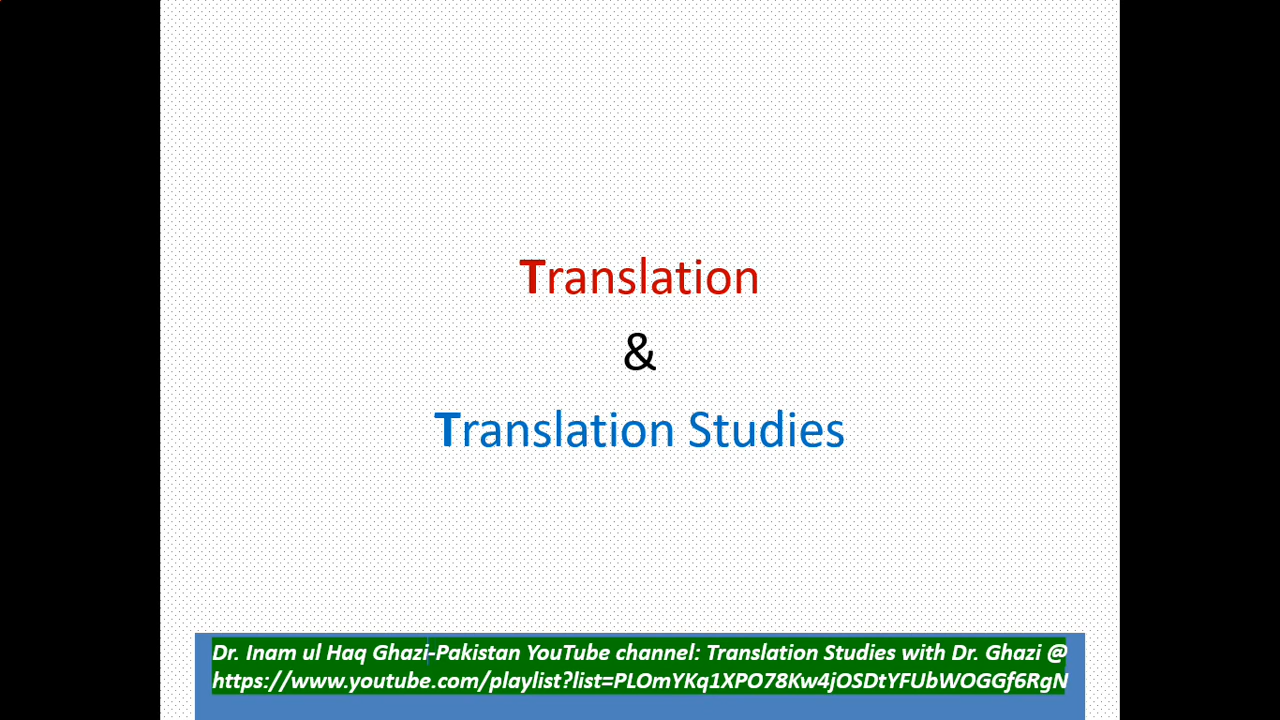 Translation
&
Translation Studies
Dr. Inam ul Haq Ghazi-Pakistan YouTube channel: Translation Studies with Dr. Ghazi @
https://www.youtube.com/playlist?list=PLOmYKq1XPO78Kw4jOSDtYFUbWOGGf6RgN